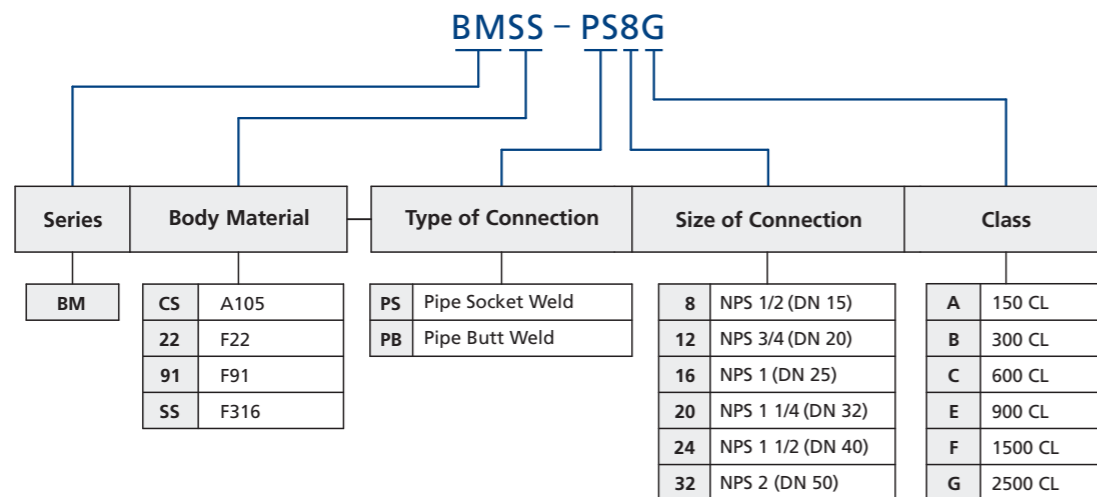 BMSS – PS8G
Series Body Material Type of Connection Size of Connection Class
BM CS A105 PS Pipe Socket Weld 8 NPS 1/2 (DN 15) A 150 CL
22 F22 PB Pipe Butt Weld 12 NPS 3/4 (DN 20) B 300 CL
91 F91 16 NPS 1 (DN 25) C 600 CL
SS F316 20 NPS 1 1/4 (DN 32) E 900 CL
24 NPS 1 1/2 (DN 40) F 1500 CL
32 NPS 2 (DN 50) G 2500 CL